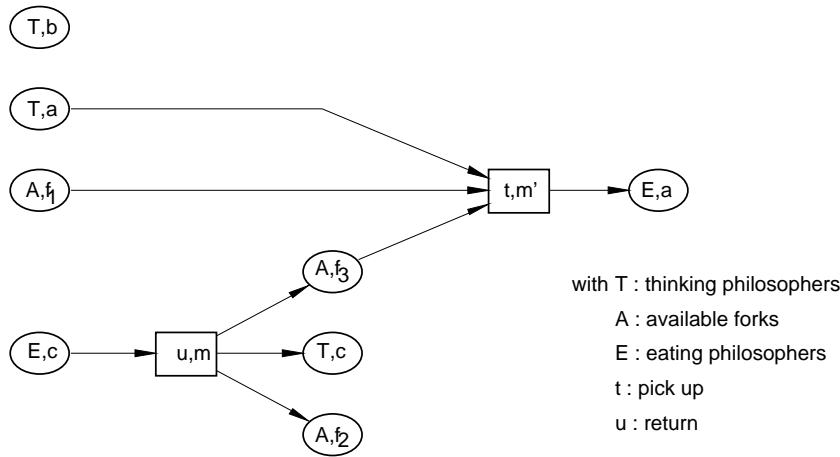 T,b
T,a
A,f1
t,m’
E,a
A,f3
E,c
u,m
T,c
A,f2
with T : thinking philosophers
A : available forks
E : eating philosophers
t : pick up
u : return